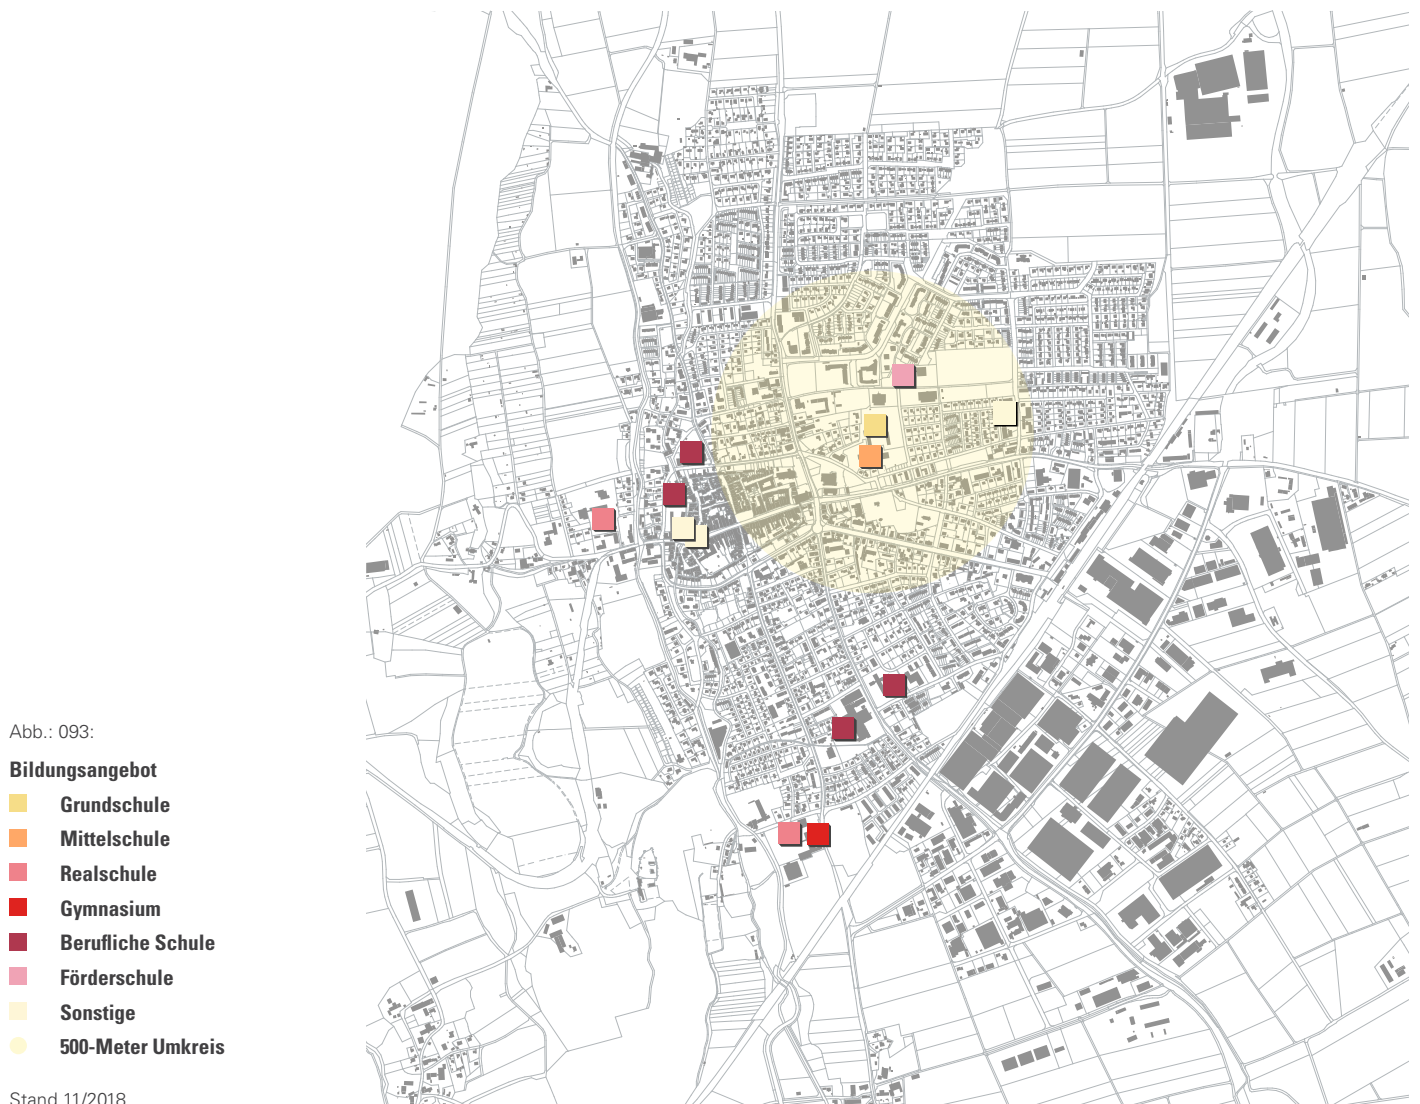 Abb.: 093:
Bildungsangebot
Grundschule
Mittelschule
Realschule
Gymnasium
Berufliche Schule
Förderschule
Sonstige
500-Meter Umkreis
Stand 11/2018